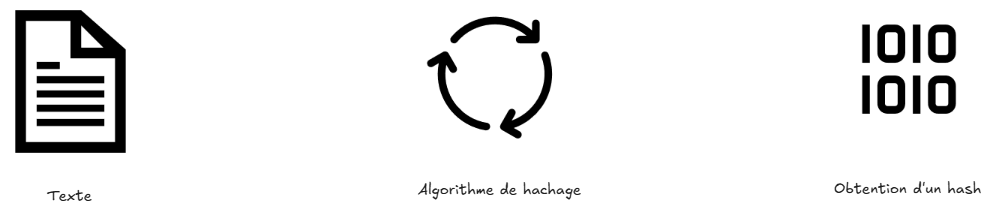 1010
1010
Texte
Algorithme de hachage
Obtention d'un hash